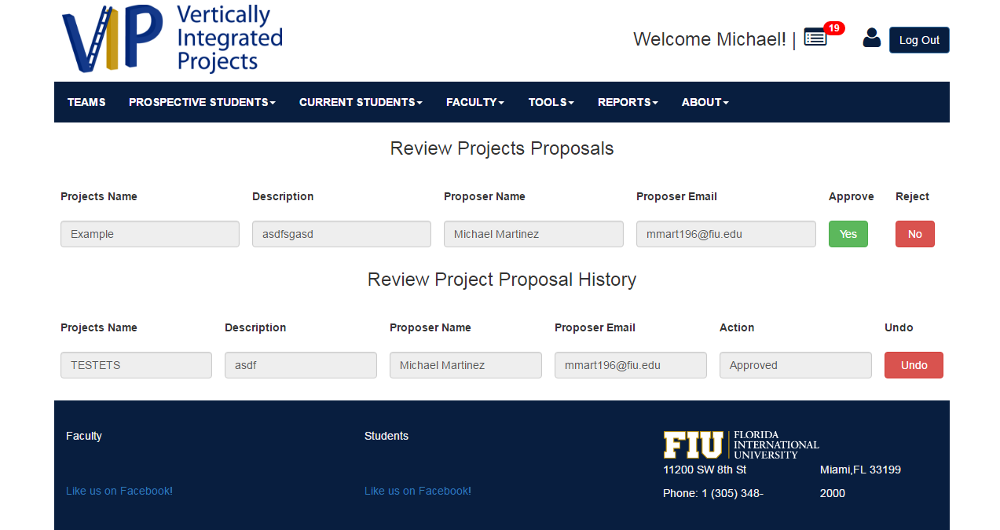 VIP Vertically
Integrated
Projects
Welcome Michael! | 19 Log Out
TEAMS PROSPECTIVE STUDENTS CURRENT STUDENTS FACULTY TOOLS REPORTS ABOUT
Review Projects Proposals
Projects Name Description Proposer Name Proposer Email Approve Reject
Example asdfsgasd Michael Martinez mmart196@fiu.edu Yes No
Review Project Proposal History
Projects Name Description Proposer Name Proposer Email Action Undo
TESTETS asdf Michael Martinez mmart196@fiu.edu Approved Undo
Faculty Students
FIU FLORIDA
INTERNATIONAL
UNIVERSITY
11200 SW 8th St Miami,FL 33199
Like us on Facebook! Like us on Facebook!
Phone: 1 (305) 348- 2000